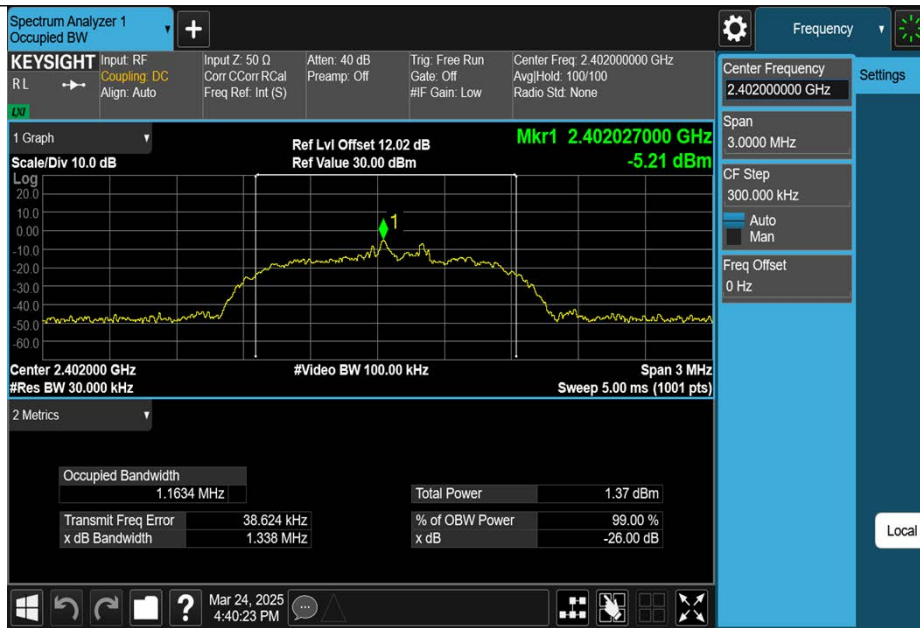 Spectrum Analyzer 1
Occupied BW
Frequency
KEYSIGHT
R L
LXI
Input: RF
Coupling: DC
Align: Auto
Input Z: 50 Ω
Corr CCorr RCal
Freq Ref: Int (S)
Atten: 40 dB
Preamp: Off
Trig: Free Run
Gate: Off
#IF Gain: Low
Center Freq: 2.402000000 GHz
Avg|Hold: 100/100
Radio Std: None
Center Frequency
2.402000000 GHz
Settings
Span
3.0000 MHz
CF Step
300.000 kHz
Auto
Man
Freq Offset
0 Hz
Local
1 Graph
Scale/Div 10.0 dB
Ref Lvl Offset 12.02 dB
Ref Value 30.00 dBm
Mkr1 2.402027000 GHz
-5.21 dBm
Log
20.0
10.0
0.00
-10.0
-20.0
-30.0
-40.0
-50.0
-60.0
1
Center 2.402000 GHz
#Res BW 30.000 kHz
#Video BW 100.00 kHz
Span 3 MHz
Sweep 5.00 ms (1001 pts)
2 Metrics
Occupied Bandwidth
1.1634 MHz
Total Power 1.37 dBm
Transmit Freq Error 38.624 kHz
% of OBW Power 99.00 %
x dB Bandwidth 1.338 MHz
x dB -26.00 dB
?
Mar 24, 2025
4:40:23 PM